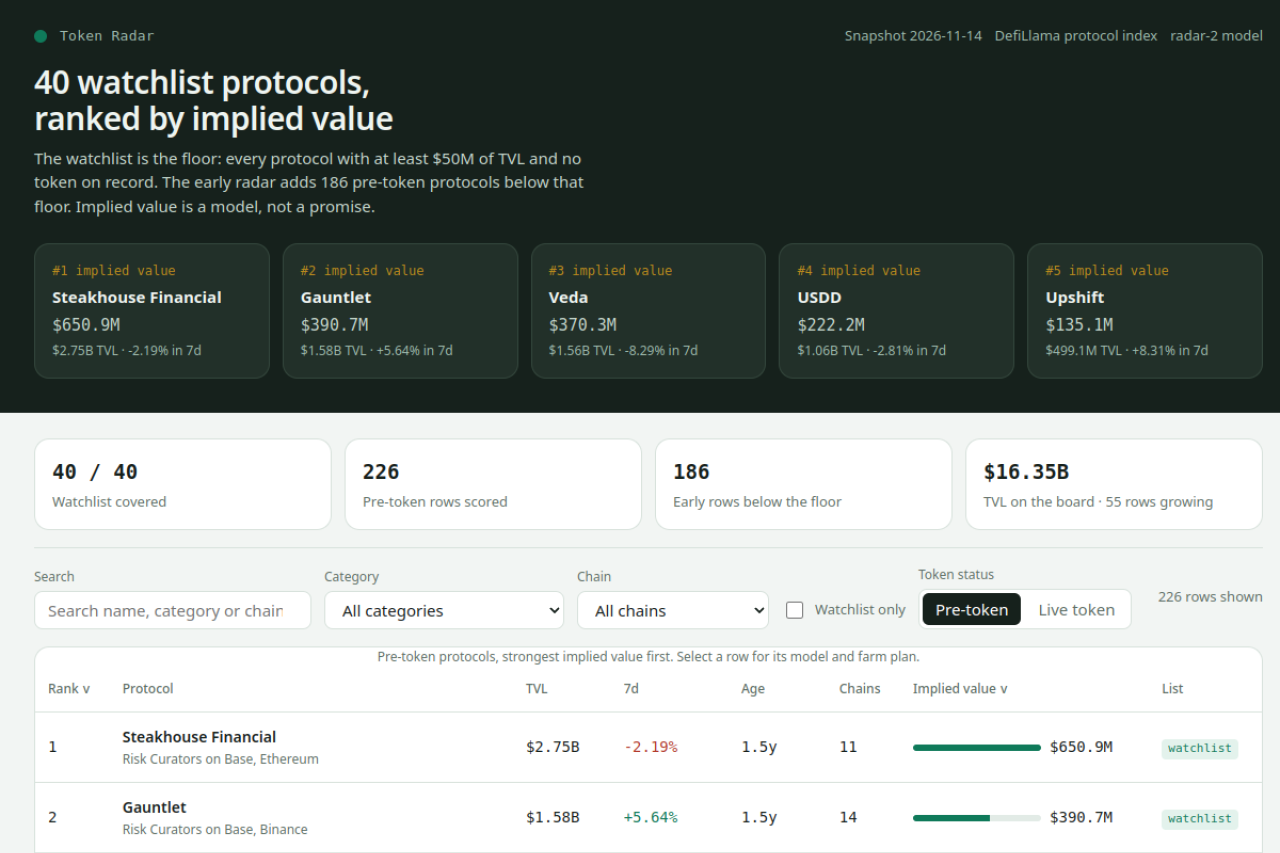 Token Radar
Snapshot 2026-11-14 DefiLlama protocol index radar-2 model
40 watchlist protocols,
ranked by implied value
The watchlist is the floor: every protocol with at least $50M of TVL and no
token on record. The early radar adds 186 pre-token protocols below that
floor. Implied value is a model, not a promise.
#1 implied value
Steakhouse Financial
$650.9M
$2.75B TVL · -2.19% in 7d
#2 implied value
Gauntlet
$390.7M
$1.58B TVL · +5.64% in 7d
#3 implied value
Veda
$370.3M
$1.56B TVL · -8.29% in 7d
#4 implied value
USDD
$222.2M
$1.06B TVL · -2.81% in 7d
#5 implied value
Upshift
$135.1M
$499.1M TVL · +8.31% in 7d
40 / 40
Watchlist covered
226
Pre-token rows scored
186
Early rows below the floor
$16.35B
TVL on the board · 55 rows growing
Search
Search name, category or chain
Category
All categories
Chain
All chains
Watchlist only
Token status
Pre-token Live token
226 rows shown
Pre-token protocols, strongest implied value first. Select a row for its model and farm plan.
Rank v Protocol TVL 7d Age Chains Implied value v List
1 Steakhouse Financial $2.75B -2.19% 1.5y 11 $650.9M watchlist
Risk Curators on Base, Ethereum
2 Gauntlet $1.58B +5.64% 1.5y 14 $390.7M watchlist
Risk Curators on Base, Binance